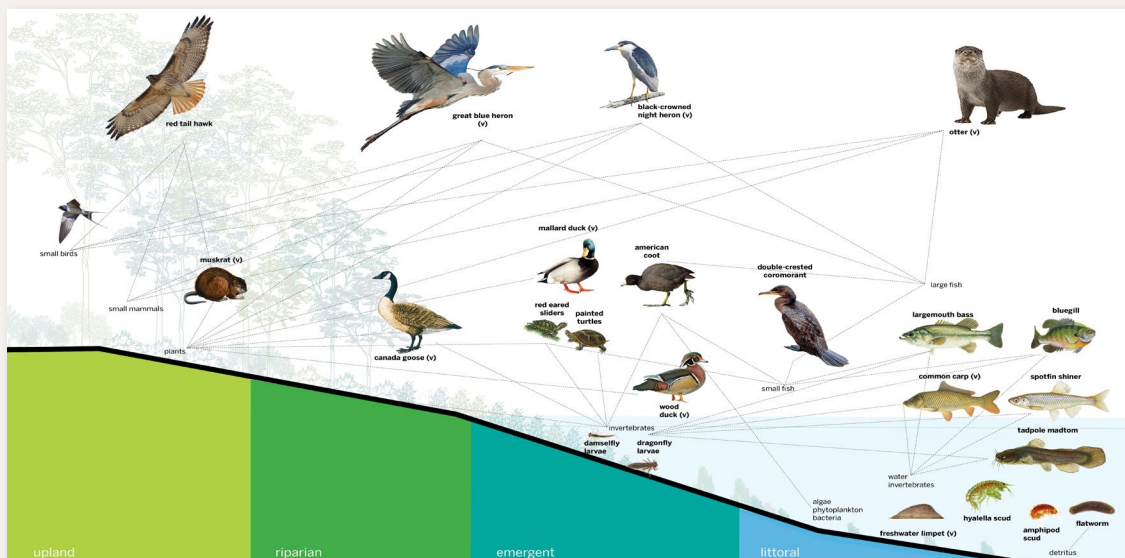 red tail hawk
great blue heron
(v)
black-crowned
night heron (v)
otter (v)
small birds
muskrat (v)
small mammals
plants
canada goose (v)
mallard duck (v)
american
coot
red eared
sliders
painted
turtles
double-crested
coromorant
large fish
largemouth bass
bluegill
wood
duck (v)
small fish
common carp (v)
spotfin shiner
invertebrates
damselfly
larvae
dragonfly
larvae
tadpole madtom
water
invertebrates
algae
phytoplankton
bacteria
freshwater limpet (v)
hyalella scud
amphipod
scud
flatworm
detritus
upland
riparian
emergent
littoral